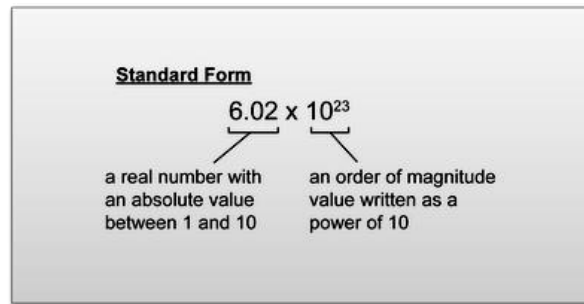 Standard Form
6.02 x 10²³
a real number with
an absolute value
between 1 and 10
an order of magnitude
value written as a
power of 10